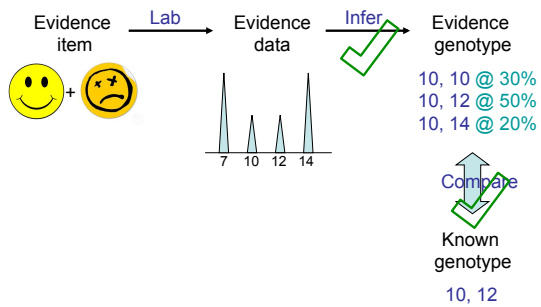 Evidence
item
Lab
Evidence
data
Infer
Evidence
genotype
+
10, 10 @ 30%
10, 12 @ 50%
10, 14 @ 20%
7 10 12 14
Compare
Known
genotype
10, 12